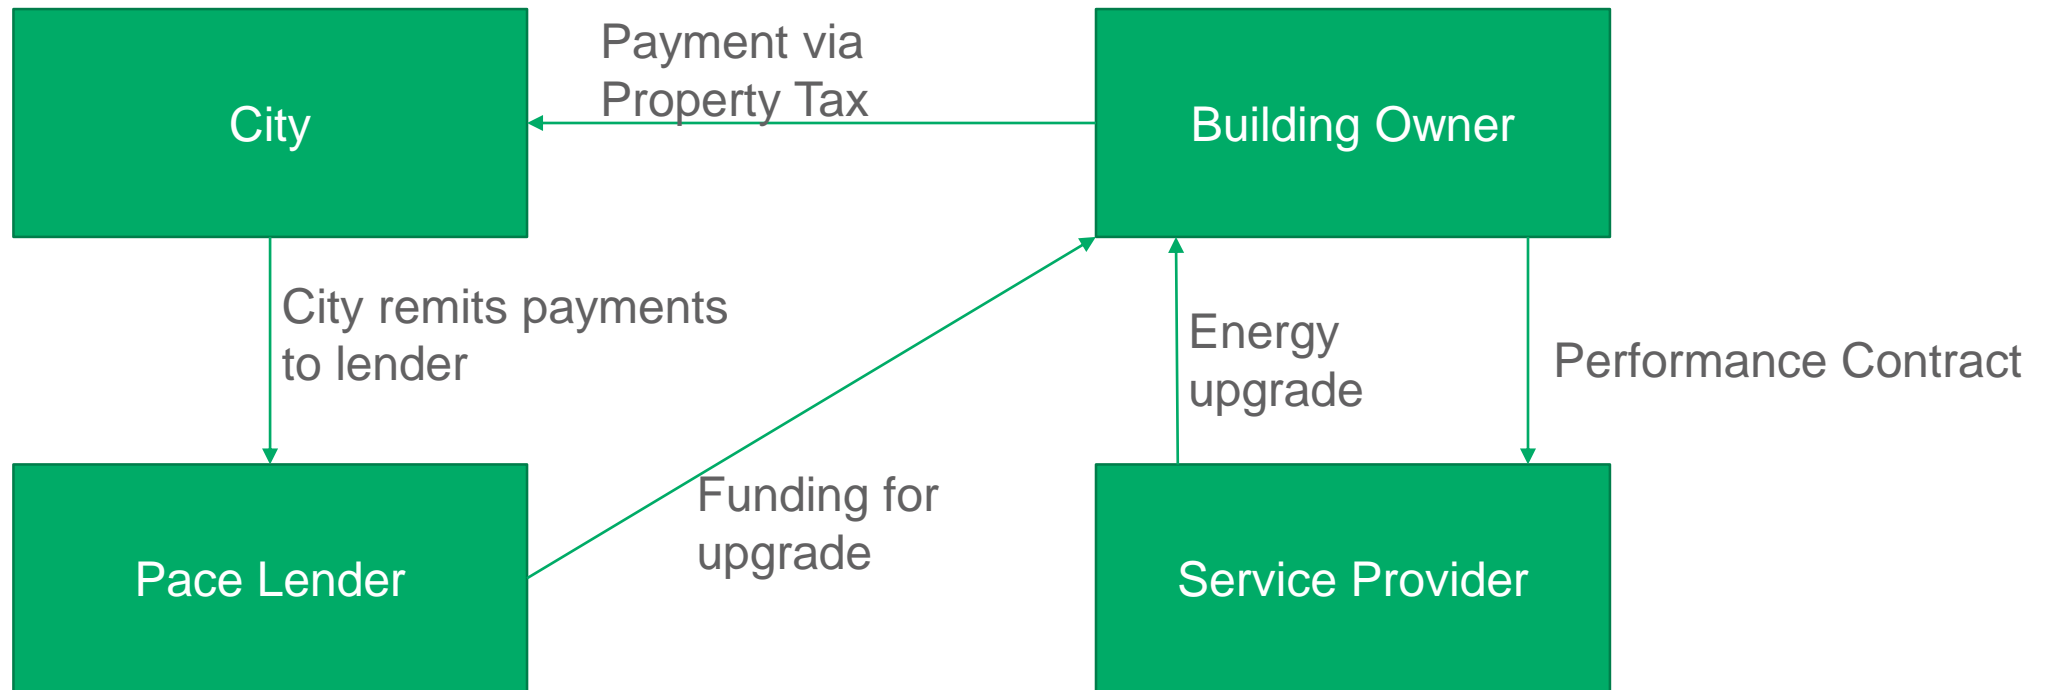 Payment via
Property Tax
City
Building Owner
City remits payments
to lender
Energy
upgrade
Performance Contract
Funding for
upgrade
Pace Lender
Service Provider